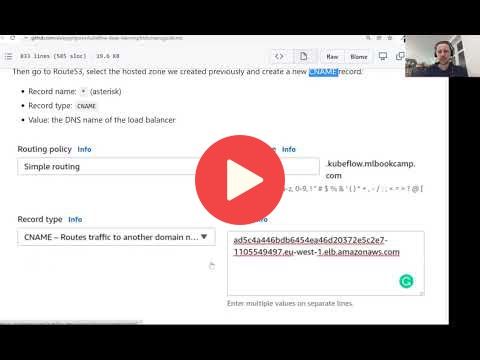 833 lines (585 sloc)
19.6 KB
Raw
Blame
Then go to Route53, select the hosted zone we created previously and create a new CNAME record.
Record name: * (asterisk)
Record type: CNAME
Value: the DNS name of the load balancer
Routing policy Info
Info
Simple routing
.kubeflow.mlbookcamp.
com
a-z, 0-9, ! " # $ % & ' ( ) * + , - / : ; < = > ? @ [
Record type Info
Info
CNAME – Routes traffic to another domain n...
ad5c4a446bdb6454ea46d20372e5c2e7-
1105549497.eu-west-1.elb.amazonaws.com
Enter multiple values on separate lines.